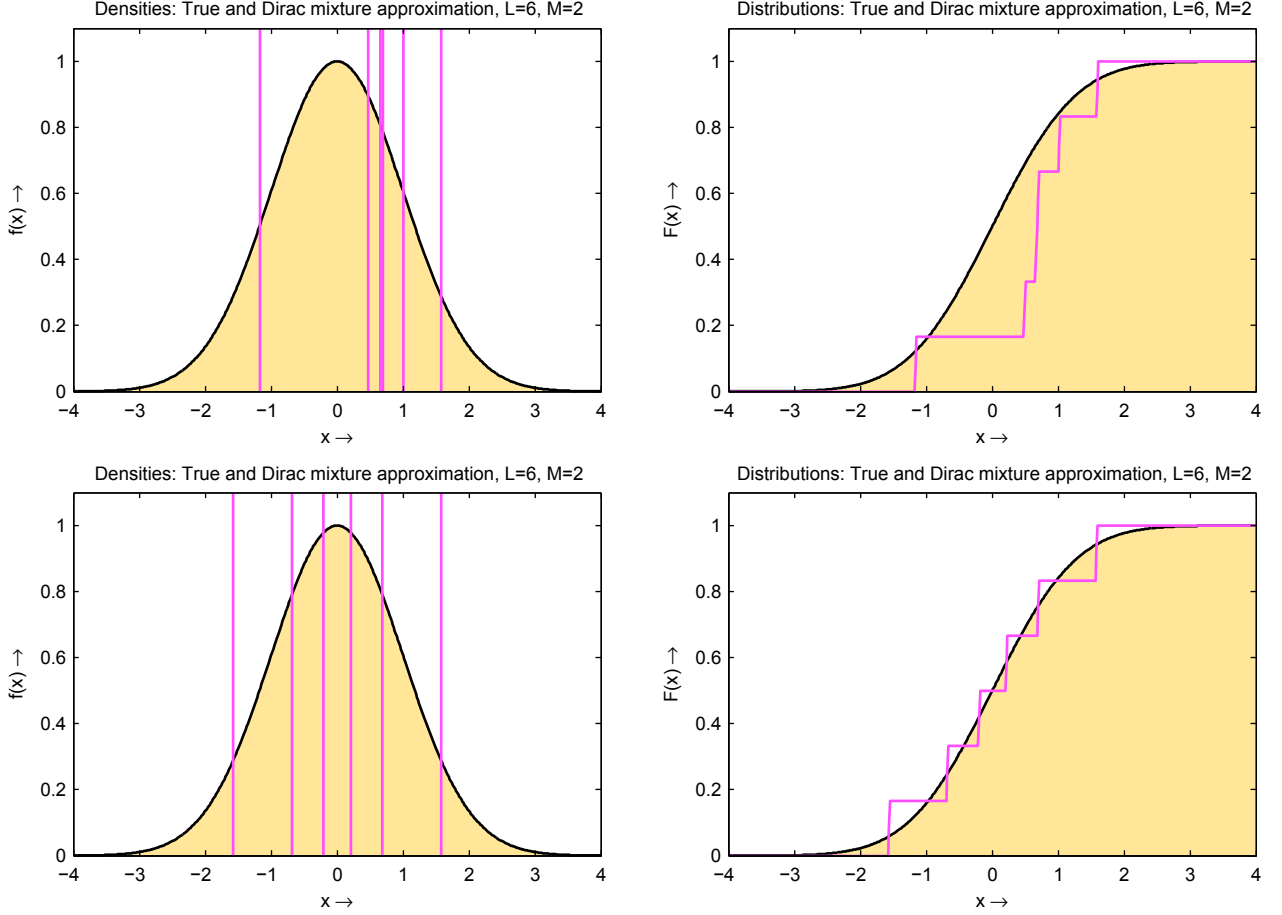 Densities: True and Dirac mixture approximation, L=6, M=2
f(x) →
1
0.8
0.6
0.4
0.2
0
−4 −3 −2 −1 0 1 2 3 4
x →
Distributions: True and Dirac mixture approximation, L=6, M=2
F(x) →
1
0.8
0.6
0.4
0.2
0
−4 −3 −2 −1 0 1 2 3 4
x →
Densities: True and Dirac mixture approximation, L=6, M=2
f(x) →
1
0.8
0.6
0.4
0.2
0
−4 −3 −2 −1 0 1 2 3 4
x →
Distributions: True and Dirac mixture approximation, L=6, M=2
F(x) →
1
0.8
0.6
0.4
0.2
0
−4 −3 −2 −1 0 1 2 3 4
x →